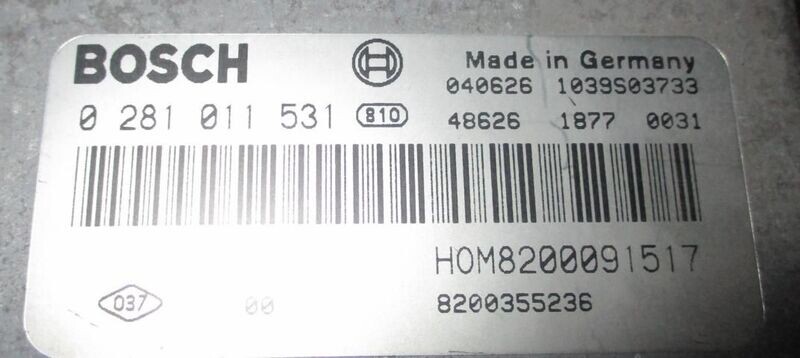 BOSCH Made in Germany
040626 1039S03733
0 281 011 531 810 48626 1877 0031
HOM8200091517
037 00 8200355236